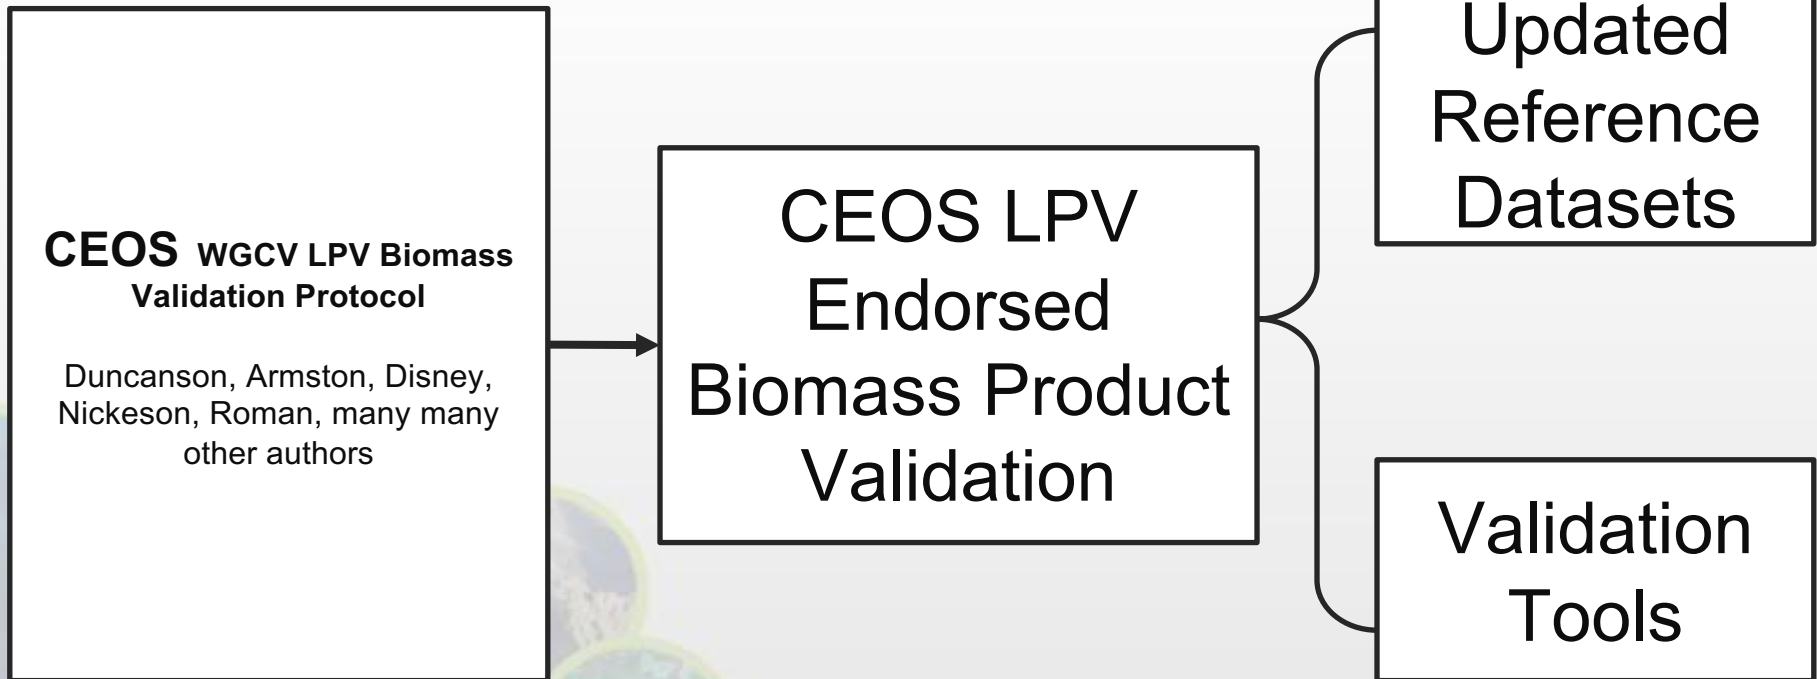 CEOS WGCV LPV Biomass
Validation Protocol
Duncanson, Armston, Disney,
Nickeson, Roman, many many
other authors
CEOS LPV
Endorsed
Biomass Product
Validation
Updated
Reference
Datasets
Validation
Tools